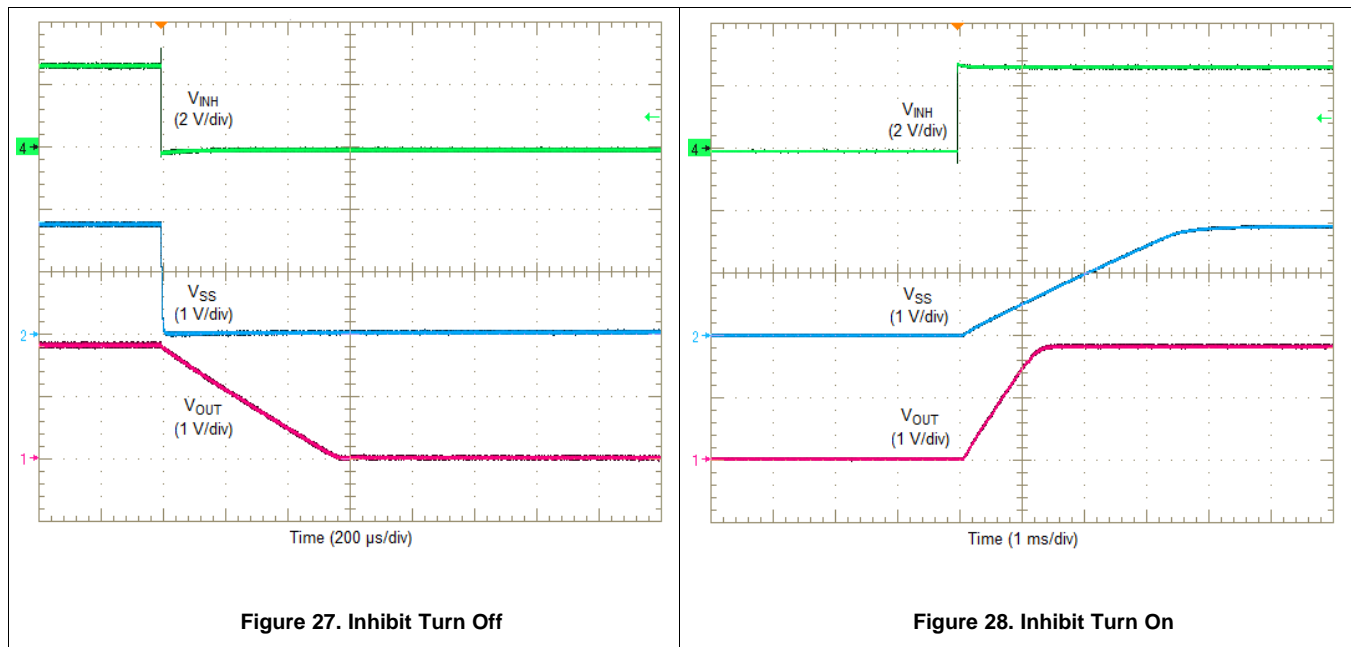 V_INH
(2 V/div)
4
V_SS
(1 V/div)
2
V_OUT
(1 V/div)
1
Time (200 µs/div)
Figure 27. Inhibit Turn Off
V_INH
(2 V/div)
4
V_SS
(1 V/div)
2
V_OUT
(1 V/div)
1
Time (1 ms/div)
Figure 28. Inhibit Turn On